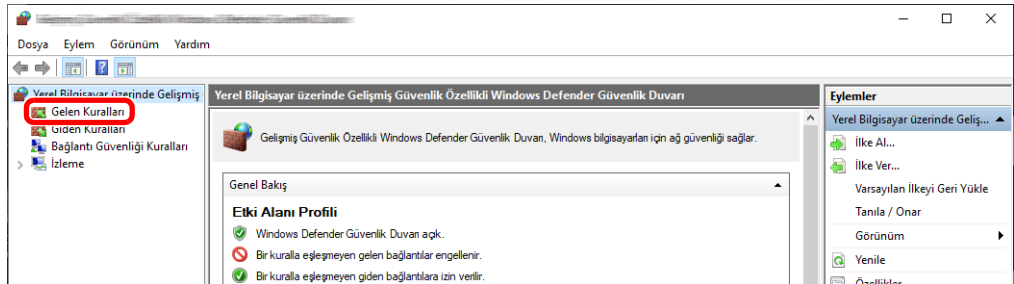 Dosya Eylem Görünüm Yardım
Yerel Bilgisayar üzerinde Gelişmiş
Gelen Kuralları
Giden Kuralları
Bağlantı Güvenliği Kuralları
İzleme
Yerel Bilgisayar üzerinde Gelişmiş Güvenlik Özellikli Windows Defender Güvenlik Duvarı
Gelişmiş Güvenlik Özellikli Windows Defender Güvenlik Duvarı, Windows bilgisayarları için ağ güvenliği sağlar.
Genel Bakış
Etki Alanı Profili
Windows Defender Güvenlik Duvarı açık.
Bir kuralla eşleşmeyen gelen bağlantılar engellenir.
Bir kuralla eşleşmeyen giden bağlantılara izin verilir.
Eylemler
Yerel Bilgisayar üzerinde Geliş...
İlke Al...
İlke Ver...
Varsayılan İlkeyi Geri Yükle
Tanıla / Onar
Görünüm
Yenile
Özellikler